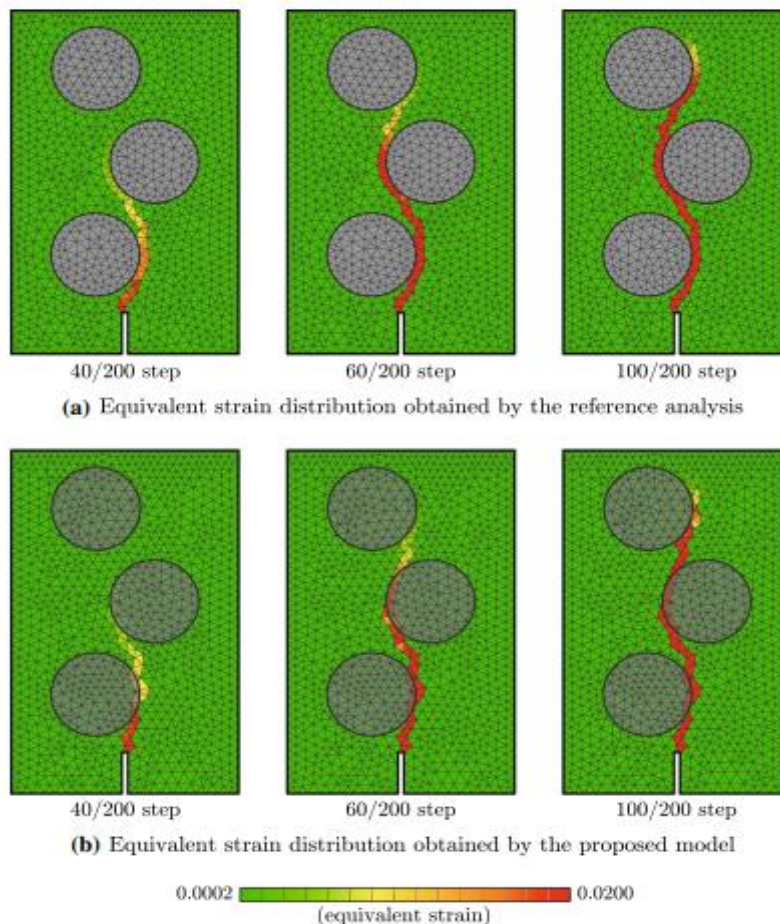 40/200 step 60/200 step 100/200 step
(a) Equivalent strain distribution obtained by the reference analysis
40/200 step 60/200 step 100/200 step
(b) Equivalent strain distribution obtained by the proposed model
0.0002 0.0200
(equivalent strain)